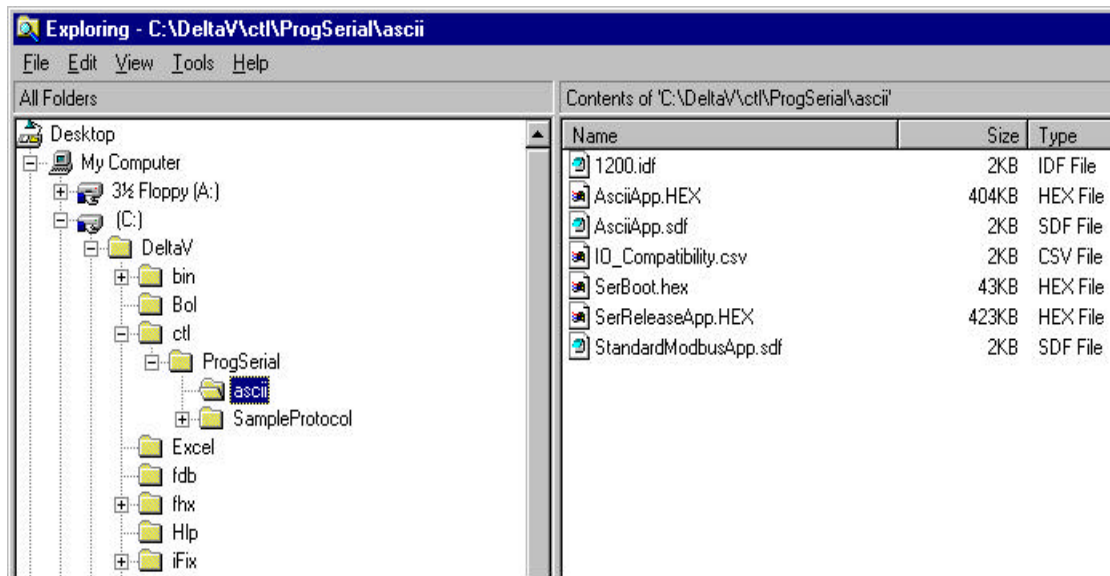 Exploring - C:\DeltaV\ctl\ProgSerial\ascii
File Edit View Tools Help
All Folders
Desktop
My Computer
3½ Floppy (A:)
(C:)
DeltaV
bin
Bol
ctl
ProgSerial
ascii
SampleProtocol
Excel
fdb
fhx
Hlp
iFix
Contents of 'C:\DeltaV\ctl\ProgSerial\ascii'
Name Size Type
1200.idf 2KB IDF File
AsciiApp.HEX 404KB HEX File
AsciiApp.sdf 2KB SDF File
IO_Compatibility.csv 2KB CSV File
SerBoot.hex 43KB HEX File
SerReleaseApp.HEX 423KB HEX File
StandardModbusApp.sdf 2KB SDF File